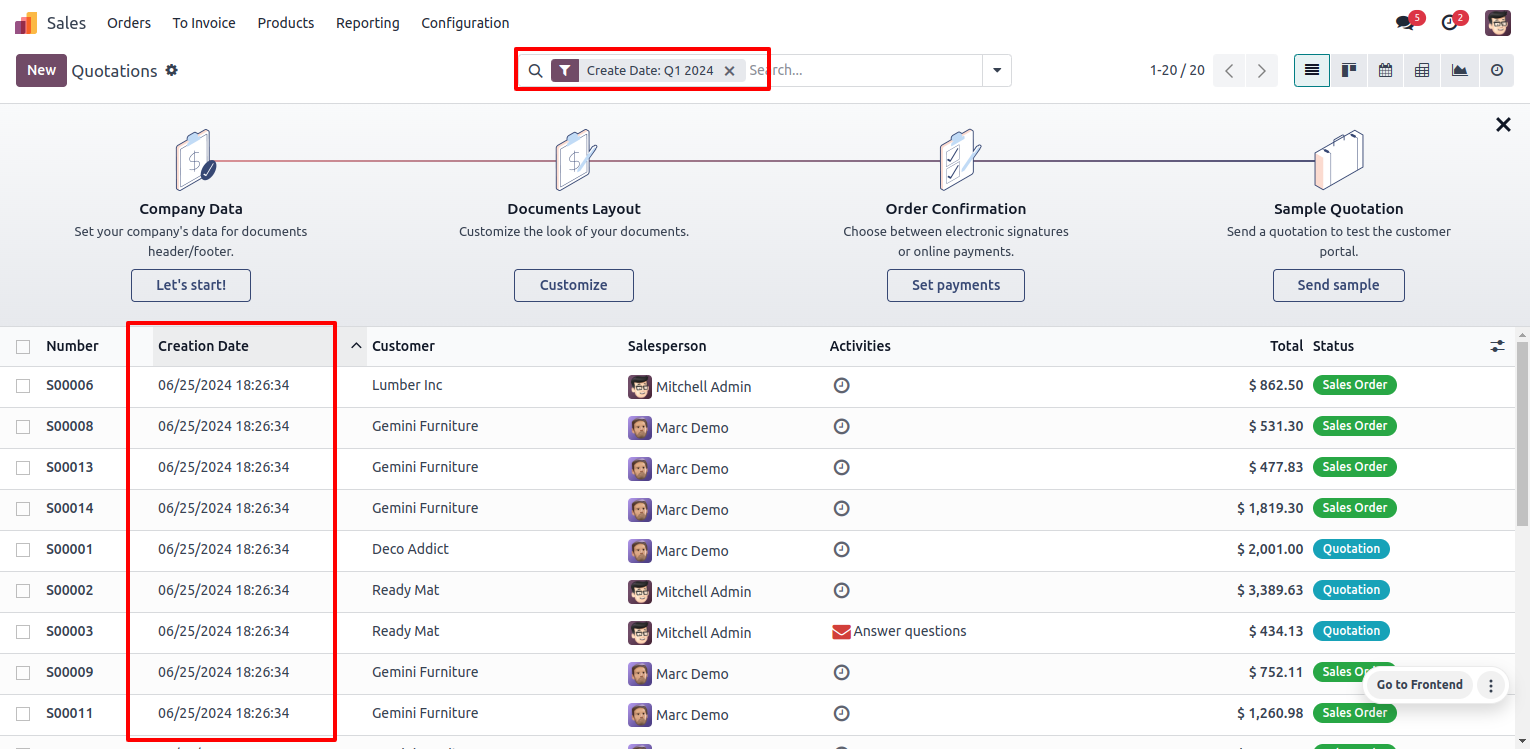 Sales Orders To Invoice Products Reporting Configuration 5 2
New Quotations Create Date: Q1 2024 Search... 1-20 / 20
Company Data
Set your company's data for documents
header/footer.
Let's start!
Documents Layout
Customize the look of your documents.
Customize
Order Confirmation
Choose between electronic signatures
or online payments.
Set payments
Sample Quotation
Send a quotation to test the customer
portal.
Send sample
Number Creation Date Customer Salesperson Activities Total Status
S00006 06/25/2024 18:26:34 Lumber Inc Mitchell Admin $ 862.50 Sales Order
S00008 06/25/2024 18:26:34 Gemini Furniture Marc Demo $ 531.30 Sales Order
S00013 06/25/2024 18:26:34 Gemini Furniture Marc Demo $ 477.83 Sales Order
S00014 06/25/2024 18:26:34 Gemini Furniture Marc Demo $ 1,819.30 Sales Order
S00001 06/25/2024 18:26:34 Deco Addict Marc Demo $ 2,001.00 Quotation
S00002 06/25/2024 18:26:34 Ready Mat Mitchell Admin $ 3,389.63 Quotation
S00003 06/25/2024 18:26:34 Ready Mat Mitchell Admin Answer questions $ 434.13 Quotation
S00009 06/25/2024 18:26:34 Gemini Furniture Marc Demo $ 752.11 Sales
Go to Frontend
S00011 06/25/2024 18:26:34 Gemini Furniture Marc Demo $ 1,260.98 Sales Order